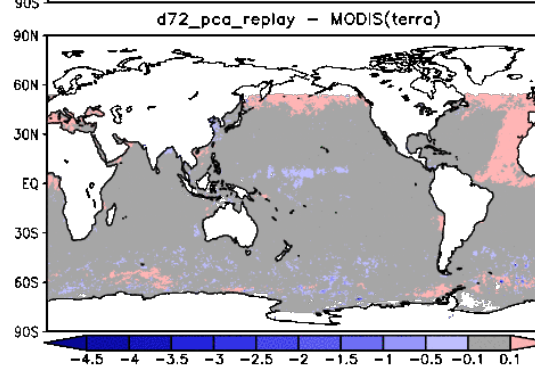 90S
d72_pca_replay - MODIS(terra)
90N
60N
30N
EQ
30S
60S
90S
-4.5 -4 -3.5 -3 -2.5 -2 -1.5 -1 -0.5 -0.1 0.1